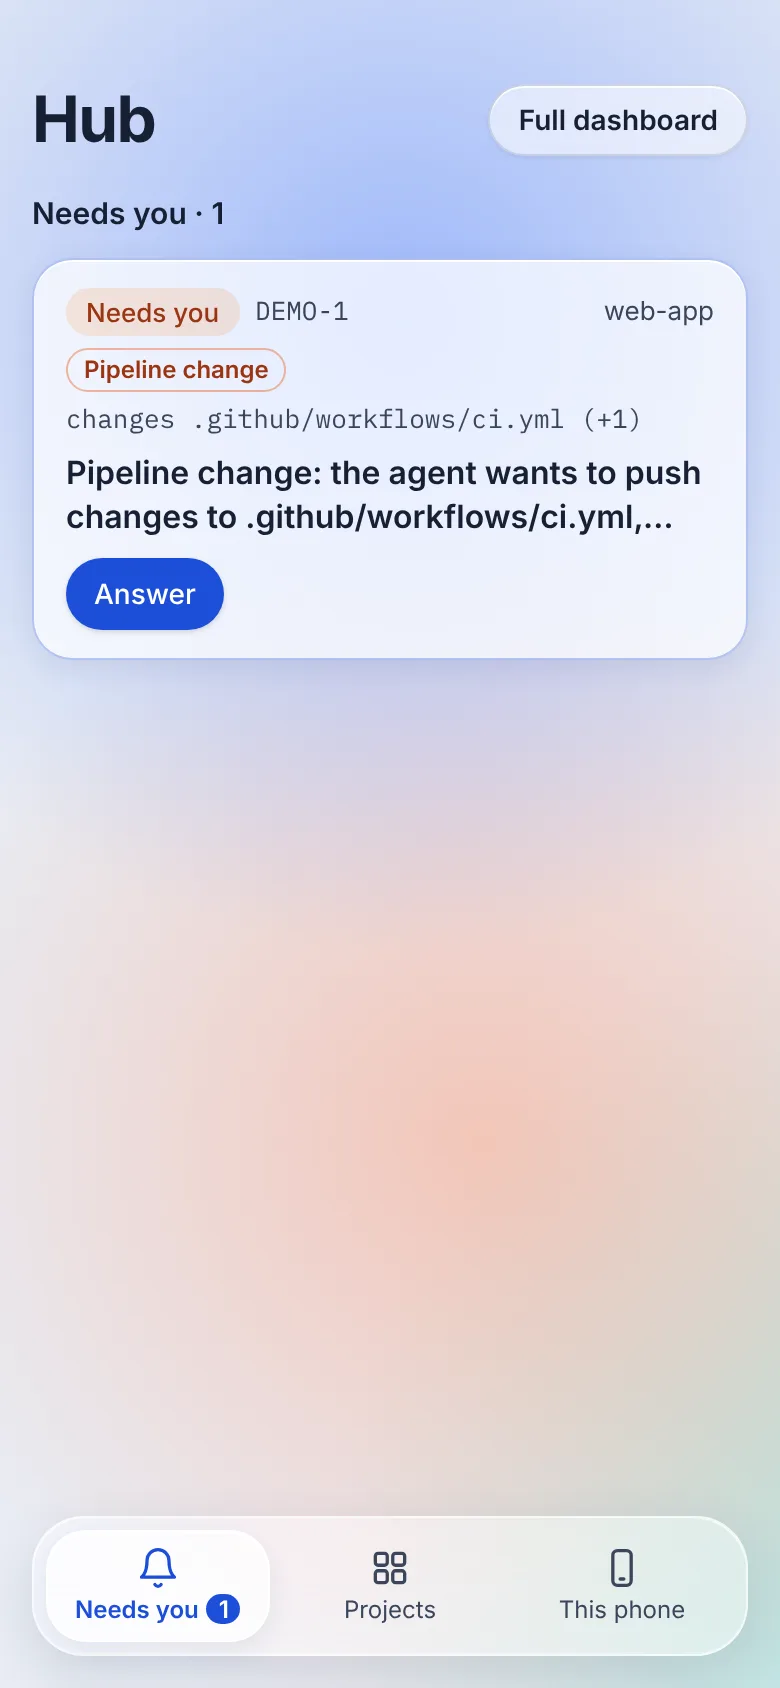 Hub
Full dashboard
Needs you · 1
Needs you DEMO-1 web-app
Pipeline change
changes .github/workflows/ci.yml (+1)
Pipeline change: the agent wants to push
changes to .github/workflows/ci.yml,...
Answer
Needs you 1
Projects
This phone